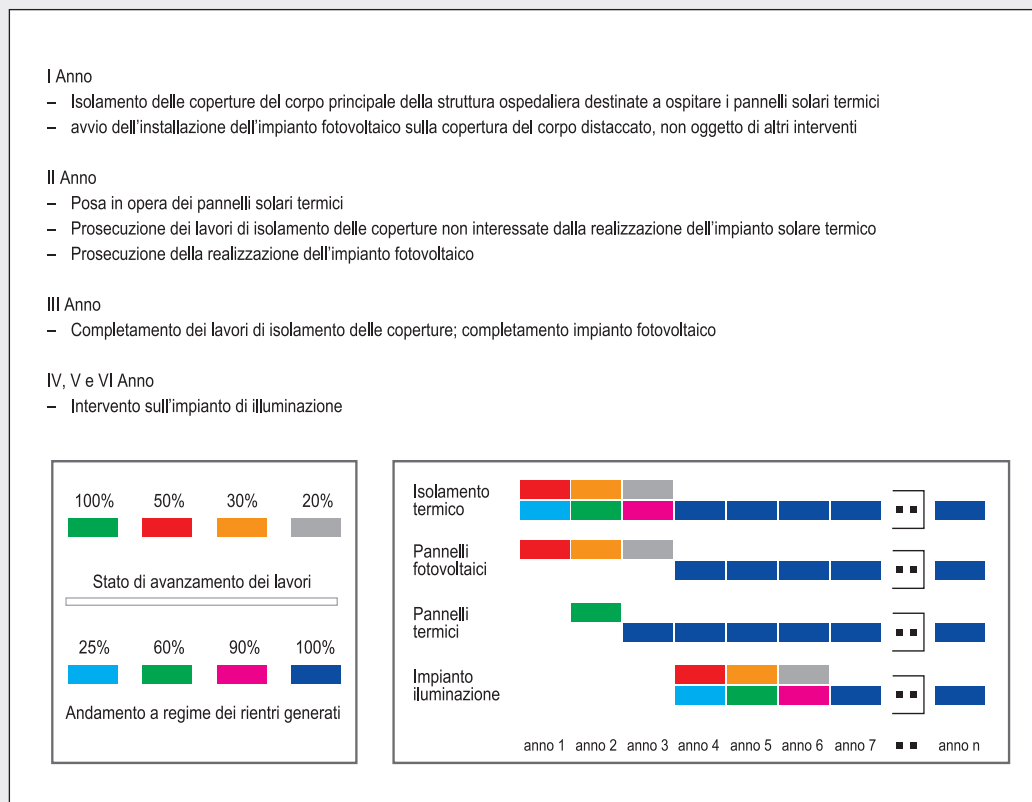 I Anno
– Isolamento delle coperture del corpo principale della struttura ospedaliera destinate a ospitare i pannelli solari termici
– avvio dell'installazione dell'impianto fotovoltaico sulla copertura del corpo distaccato, non oggetto di altri interventi
II Anno
– Posa in opera dei pannelli solari termici
– Prosecuzione dei lavori di isolamento delle coperture non interessate dalla realizzazione dell'impianto solare termico
– Prosecuzione della realizzazione dell'impianto fotovoltaico
III Anno
– Completamento dei lavori di isolamento delle coperture; completamento impianto fotovoltaico
IV, V e VI Anno
– Intervento sull'impianto di illuminazione
100% 50% 30% 20%
Stato di avanzamento dei lavori
25% 60% 90% 100%
Andamento a regime dei rientri generati
Isolamento
termico
Pannelli
fotovoltaici
Pannelli
termici
Impianto
iluminazione
anno 1 anno 2 anno 3 anno 4 anno 5 anno 6 anno 7 anno n